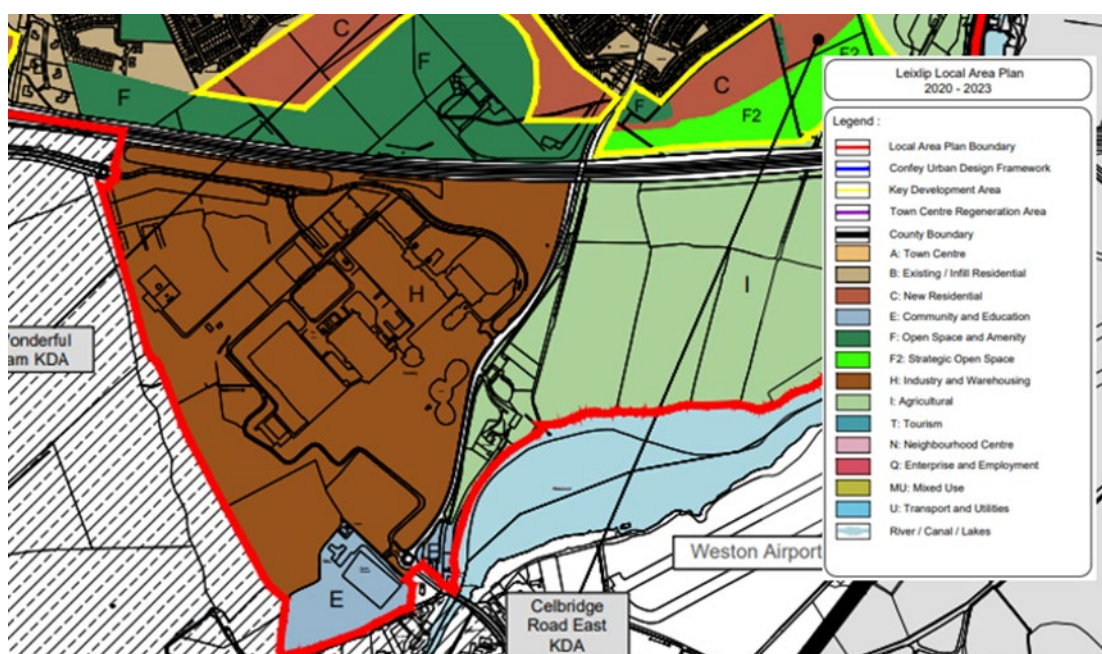 C
F
F
F2
F
C
F2
H
I
E
E
onderful
am KDA
Weston Airport
Celbridge
Road East
KDA
Leixlip Local Area Plan
2020 - 2023
Legend :
Local Area Plan Boundary
Confey Urban Design Framework
Key Development Area
Town Centre Regeneration Area
County Boundary
A: Town Centre
B: Existing / Infill Residential
C: New Residential
E: Community and Education
F: Open Space and Amenity
F2: Strategic Open Space
H: Industry and Warehousing
I: Agricultural
T: Tourism
N: Neighbourhood Centre
Q: Enterprise and Employment
MU: Mixed Use
U: Transport and Utilities
River / Canal / Lakes